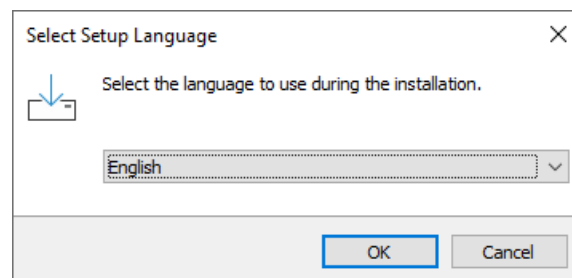 Select Setup Language
Select the language to use during the installation.
English
OK
Cancel